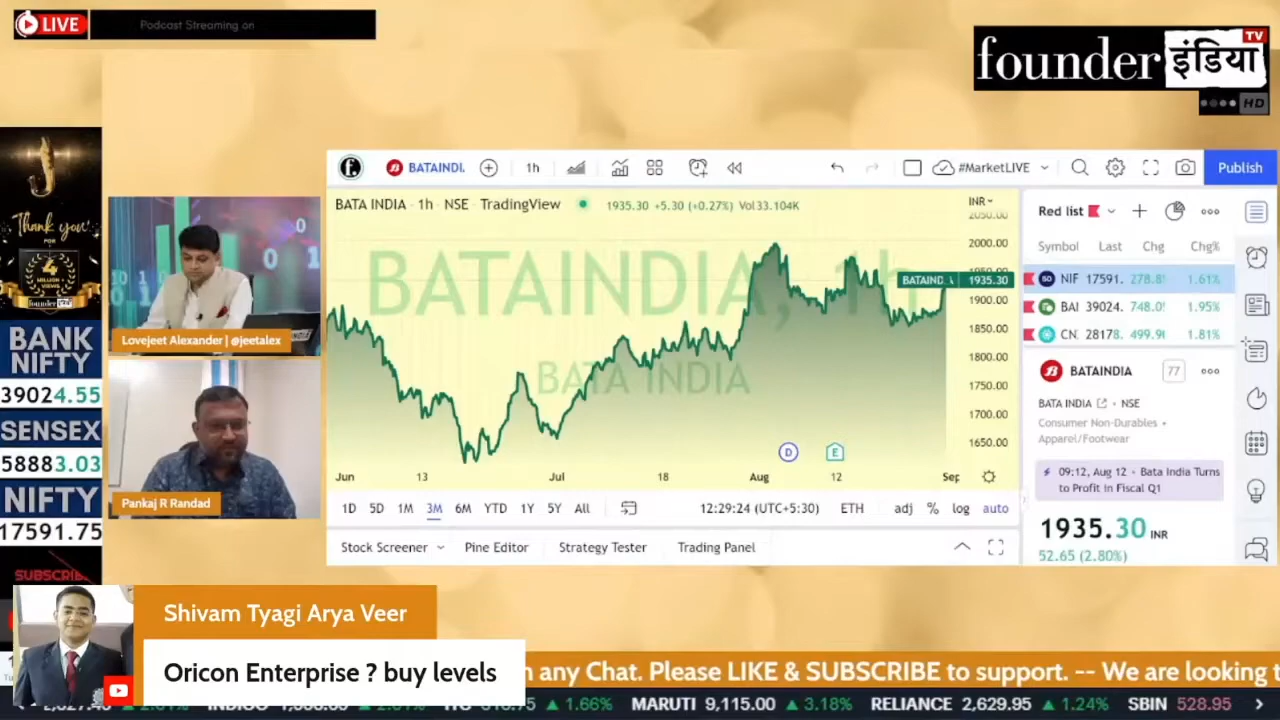 LIVE
Podcast Streaming on
founder इंडिया TV
HD
Thank you!
FOR
4
MILLION +
VIEWS
BANK
NIFTY
39024.55
SENSEX
58883.03
NIFTY
17591.75
SUBSCRIBE
Lovejeet Alexander | @jeetalex
Pankaj R Randad
BATAINDI.
1h
#MarketLIVE
Publish
BATA INDIA · 1h · NSE TradingView
1935.30 +5.30 (+0.27%) Vol33.104K
INR
BATAINDIA, 1h
BATA INDIA
2050.00
2000.00
1950.00
BATAIND. 1935.30
1900.00
1850.00
1800.00
1750.00
1700.00
1650.00
D
E
Jun 13 Jul 18 Aug 12 Sep
1D 5D 1M 3M 6M YTD 1Y 5Y All
12:29:24 (UTC+5:30) ETH adj % log auto
Stock Screener Pine Editor Strategy Tester Trading Panel
Red list
Symbol Last Chg Chg%
50 NIF 17591. 278.8 1.61%
BAI 39024. 748.0 1.95%
CN. 28178. 499.9 1.81%
BATAINDIA 77
BATA INDIA • NSE
Consumer Non-Durables •
Apparel/Footwear
09:12, Aug 12 • Bata India Turns
to Profit in Fiscal Q1
1935.30 INR
52.65 (2.80%)
Shivam Tyagi Arya Veer
Oricon Enterprise ? buy levels
any Chat. Please LIKE & SUBSCRIBE to support. -- We are looking t
1.66% MARUTI 9,115.00 ▲ 3.18% RELIANCE 2,629.95 ▲ 1.24% SBIN 528.95